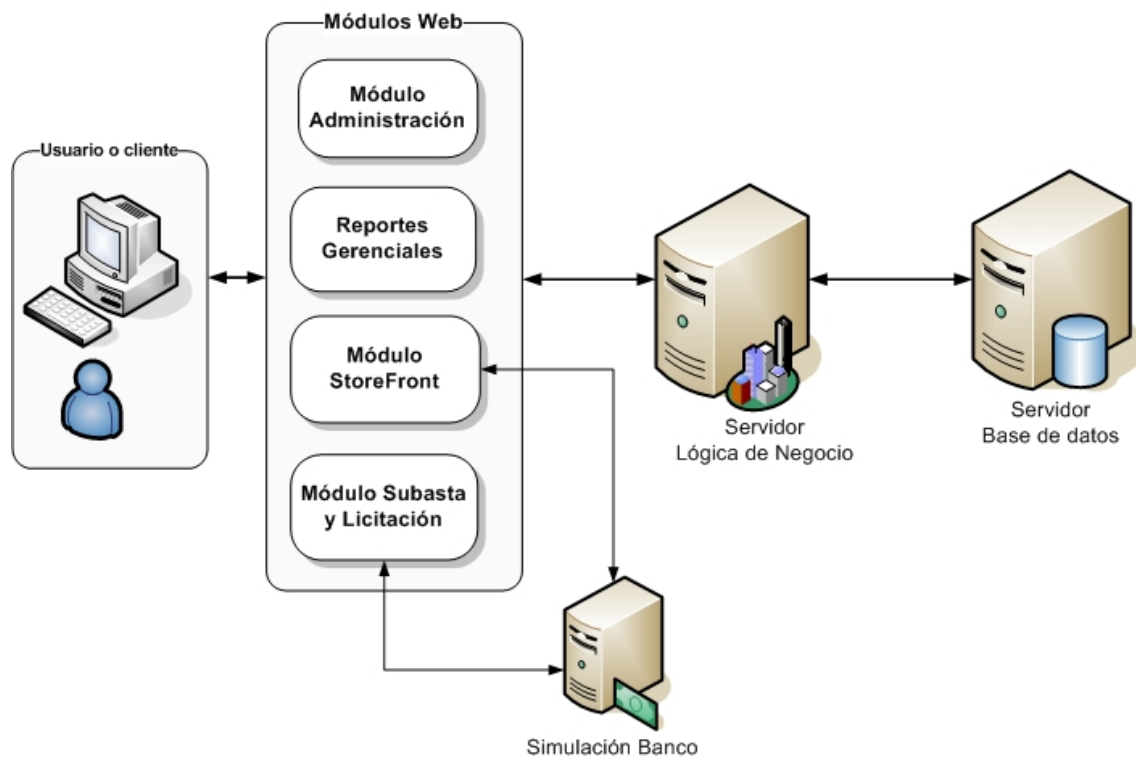 Módulos Web
Módulo
Administración
Usuario o cliente
Reportes
Gerenciales
Módulo
StoreFront
Módulo Subasta
y Licitación
Servidor
Lógica de Negocio
Servidor
Base de datos
Simulación Banco